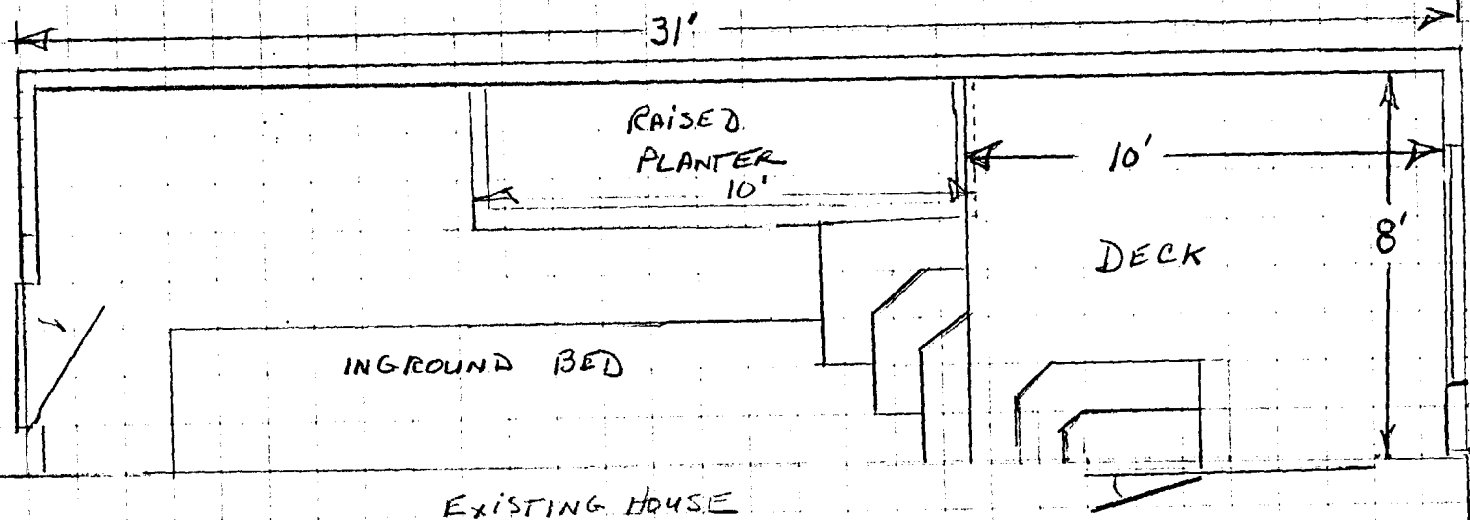 31'
RAISED
PLANTER
10'
10'
8'
DECK
INGROUND BED
EXISTING HOUSE